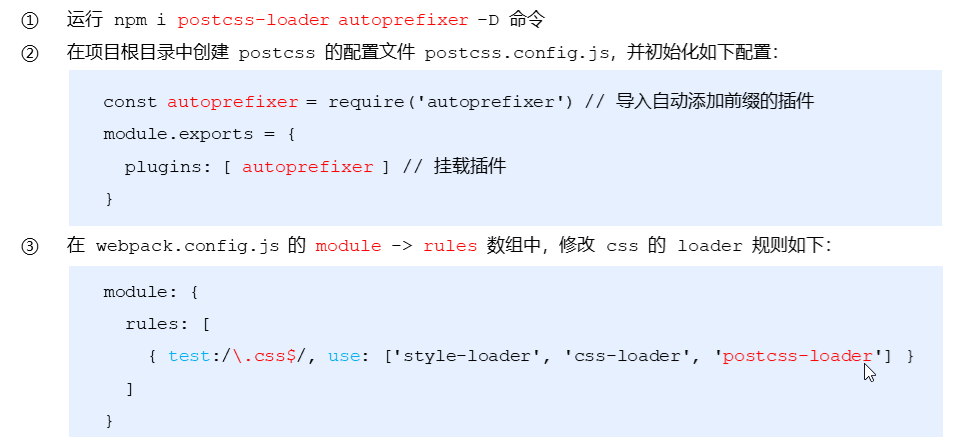 ① 运行 npm i postcss-loader autoprefixer -D 命令
② 在项目根目录中创建 postcss 的配置文件 postcss.config.js，并初始化如下配置：
const autoprefixer = require('autoprefixer') // 导入自动添加前缀的插件
module.exports = {
plugins: [ autoprefixer ] // 挂载插件
}
③ 在 webpack.config.js 的 module -> rules 数组中，修改 css 的 loader 规则如下：
module: {
rules: [
{ test:/\.css$/, use: ['style-loader', 'css-loader', 'postcss-loader'] }
]
}